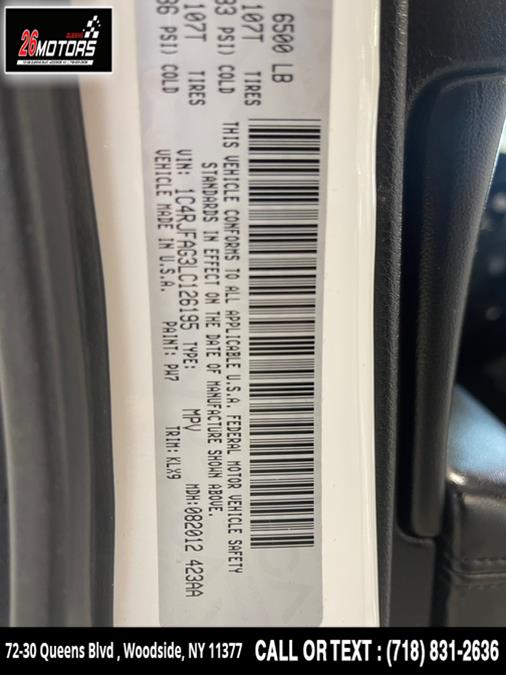 QUEENS
26MOTORS
6500 LB
107T TIRES
33 PSI) COLD
107T TIRES
36 PSI) COLD
THIS VEHICLE CONFORMS TO ALL APPLICABLE U.S.A. FEDERAL MOTOR VEHICLE SAFETY
STANDARDS IN EFFECT ON THE DATE OF MANUFACTURE SHOWN ABOVE.
VIN: 1C4RJFAG3LC126195 TYPE: MPV MDH:082012 423AA
VEHICLE MADE IN U.S.A. PAINT: PW7 TRIM:KLX9
72-30 Queens Blvd , Woodside, NY 11377 CALL OR TEXT : (718) 831-2636